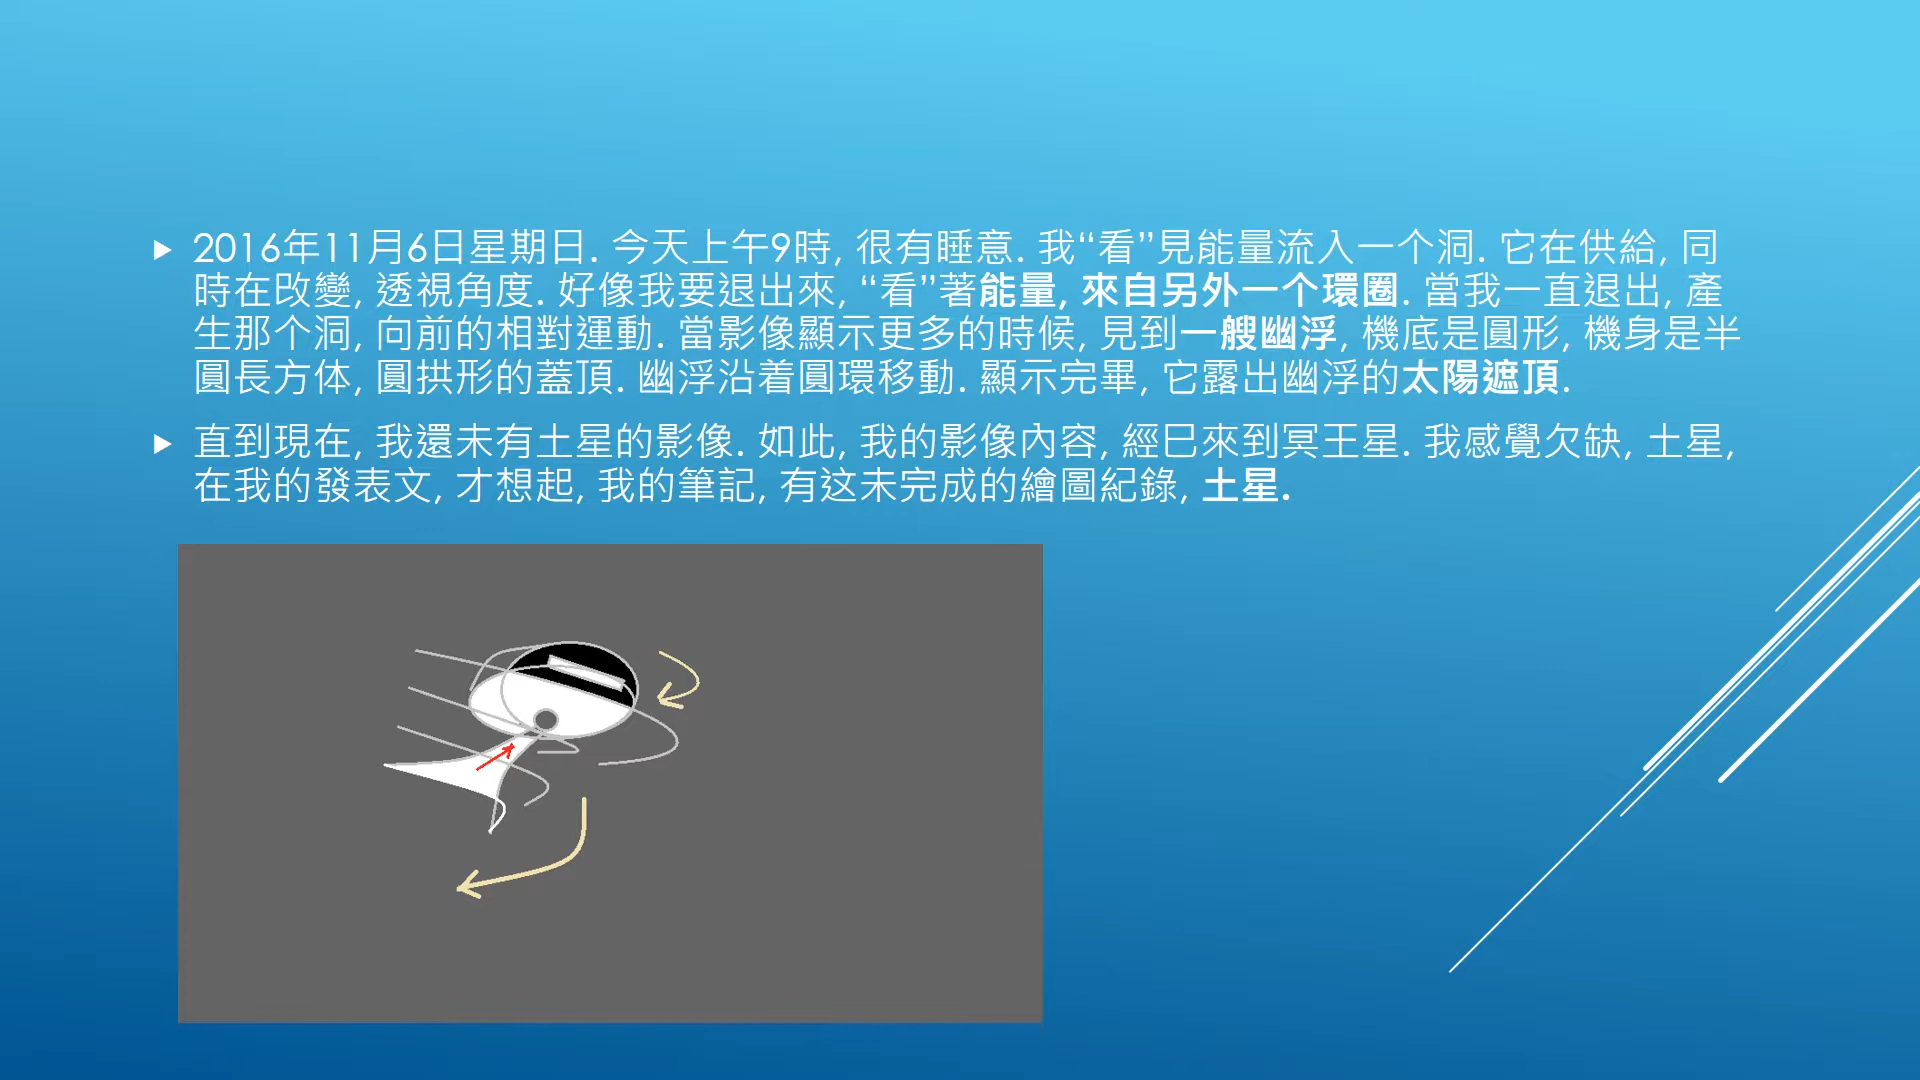 2016年11月6日星期日. 今天上午9時, 很有睡意. 我“看”見能量流入一个洞. 它在供給, 同
時在改變, 透視角度. 好像我要退出來, “看”著能量, 來自另外一个環圈. 當我一直退出, 產
生那个洞, 向前的相對運動. 當影像顯示更多的時候, 見到一艘幽浮, 機底是圓形, 機身是半
圓長方体, 圓拱形的蓋頂. 幽浮沿着圓環移動. 顯示完畢, 它露出幽浮的太陽遮頂.
直到現在, 我還未有土星的影像. 如此, 我的影像內容, 經巳來到冥王星. 我感覺欠缺, 土星,
在我的發表文, 才想起, 我的筆記, 有这未完成的繪圖紀錄, 土星.